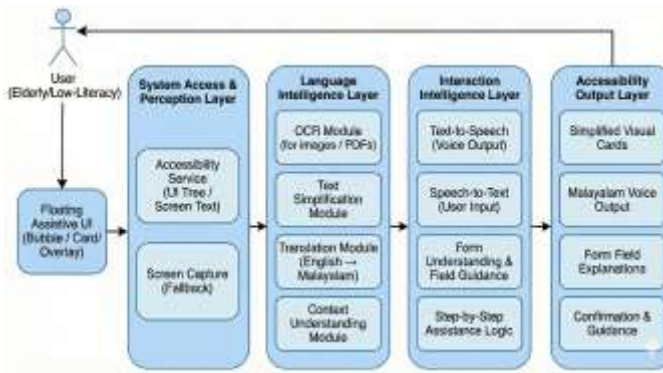 User
(Elderly/Low-Literacy)
Floating
Assistive UI
(Bubble / Card/
Overlay)
System Access &
Perception Layer
Accessibility
Service
(UI Tree /
Screen Text)
Screen Capture
(Fallback)
Language
Intelligence Layer
OCR Module
(for images / PDFs)
Text
Simplification
Module
Translation Module
(English →
Malayalam)
Context
Understanding
Module
Interaction
Intelligence Layer
Text-to-Speech
(Voice Output)
Speech-to-Text
(User Input)
Form
Understanding
& Field Guidance
Step-by-Step
Assistance Logic
Accessibility
Output Layer
Simplified Visual
Cards
Malayalam Voice
Output
Form Field
Explanations
Confirmation &
Guidance